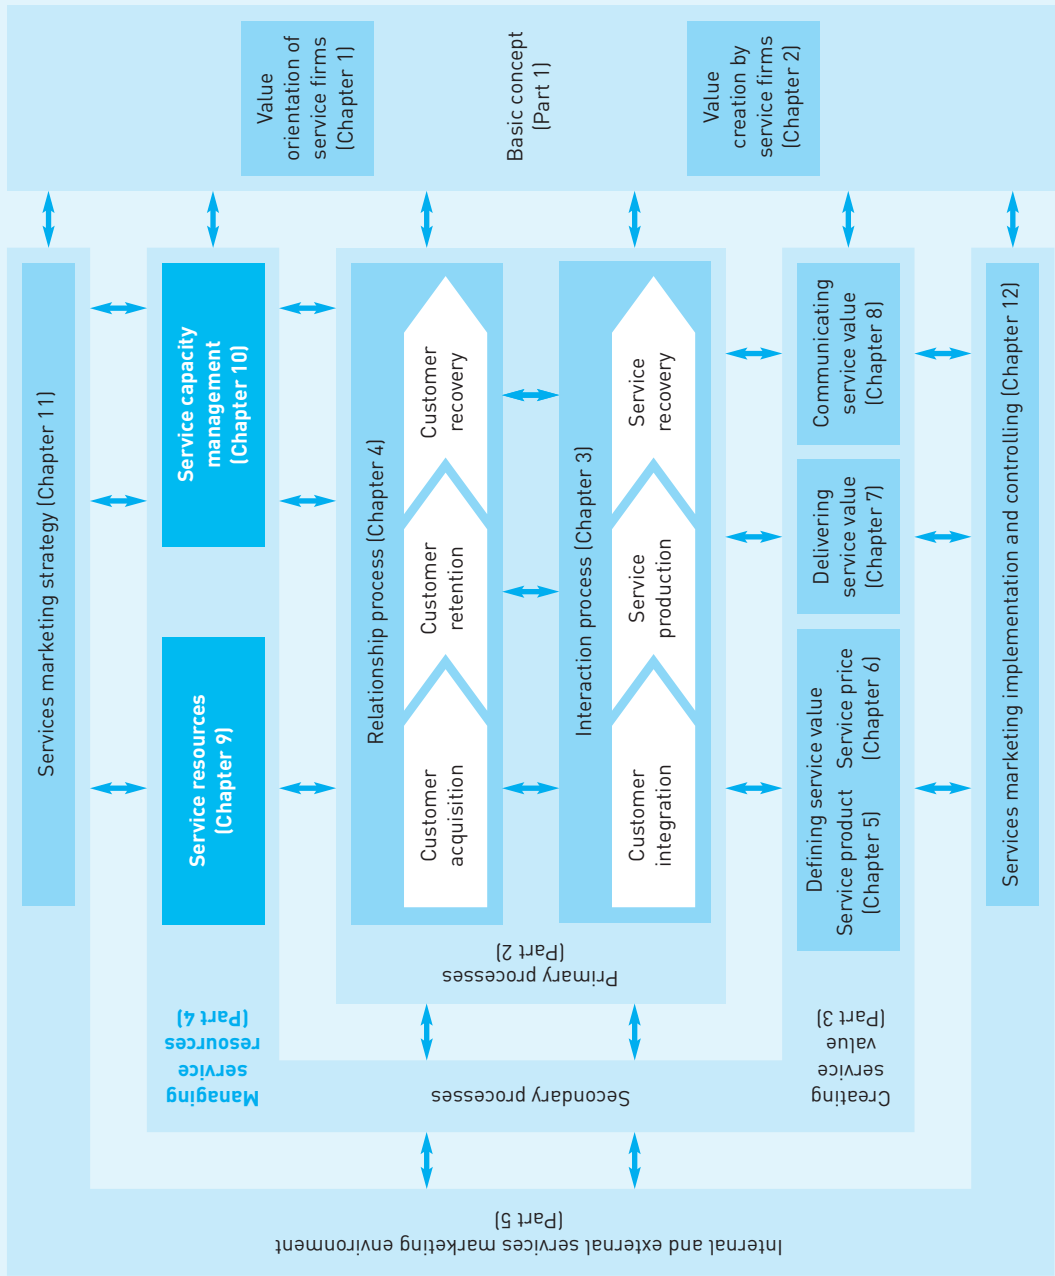 Value
orientation of
service firms
(Chapter 1)
Basic concept
(Part 1)
Value
creation by
service firms
(Chapter 2)
Services marketing strategy (Chapter 11)
Managing
service
resources
(Part 4)
Service resources
(Chapter 9)
Service capacity
management
(Chapter 10)
Primary processes
(Part 2)
Relationship process (Chapter 4)
Customer
acquisition
Customer
retention
Customer
recovery
Interaction process (Chapter 3)
Customer
integration
Service
production
Service
recovery
Secondary processes
Creating
service
value
(Part 3)
Defining service value
Service product
(Chapter 5)
Service price
(Chapter 6)
Delivering
service value
(Chapter 7)
Communicating
service value
(Chapter 8)
Services marketing implementation and controlling (Chapter 12)
Internal and external services marketing environment
(Part 5)